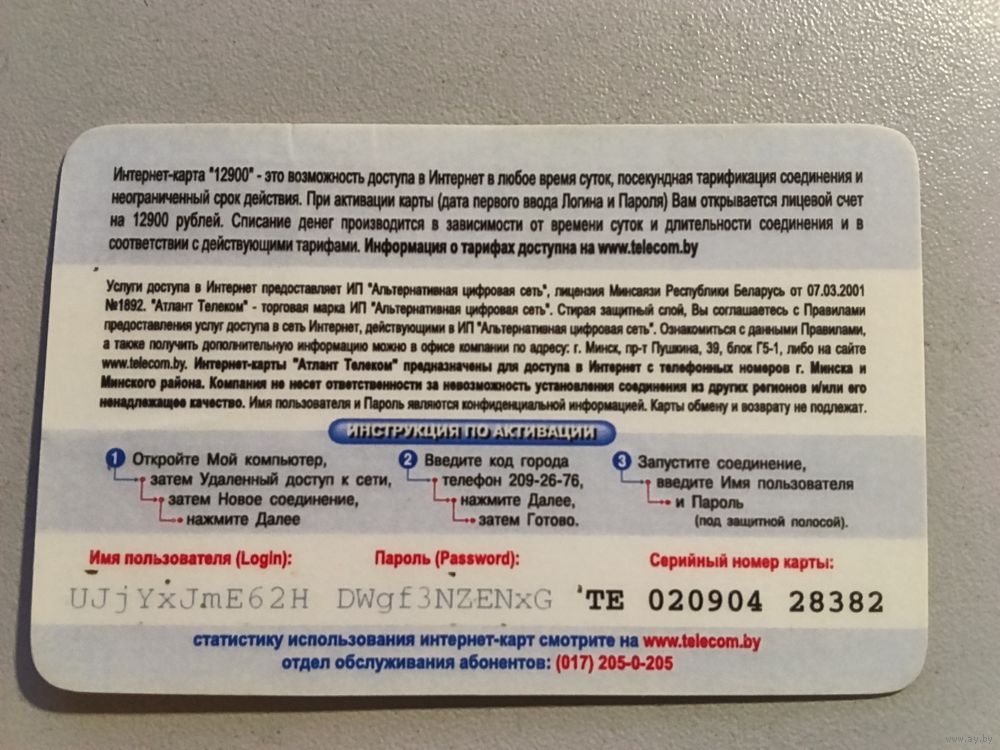 Интернет-карта "12900" - это возможность доступа в Интернет в любое время суток, посекундная тарификация соединения и
неограниченный срок действия. При активации карты (дата первого ввода Логина и Пароля) Вам открывается лицевой счет
на 12900 рублей. Списание денег производится в зависимости от времени суток и длительности соединения и в
соответствии с действующими тарифами. Информация о тарифах доступна на www.telecom.by
Услуги доступа в Интернет предоставляет ИП "Альтернативная цифровая сеть", лицензия Минсвязи Республики Беларусь от 07.03.2001
№1892. "Атлант Телеком" - торговая марка ИП "Альтернативная цифровая сеть". Стирая защитный слой, Вы соглашаетесь с Правилами
предоставления услуг доступа в сеть Интернет, действующими в ИП "Альтернативная цифровая сеть". Ознакомиться с данными Правилами,
а также получить дополнительную информацию можно в офисе компании по адресу: г. Минск, пр-т Пушкина, 39, блок Г5-1, либо на сайте
www.telecom.by. Интернет-карты "Атлант Телеком" предназначены для доступа в Интернет с телефонных номеров г. Минска и
Минского района. Компания не несет ответственности за невозможность установления соединения из других регионов и/или его
ненадлежащее качество. Имя пользователя и Пароль являются конфиденциальной информацией. Карты обмену и возврату не подлежат.
ИНСТРУКЦИЯ ПО АКТИВАЦИИ
1 Откройте Мой компьютер,
затем Удаленный доступ к сети,
затем Новое соединение,
нажмите Далее
2 Введите код города
телефон 209-26-76,
нажмите Далее,
затем Готово.
3 Запустите соединение,
введите Имя пользователя
и Пароль
(под защитной полосой).
Имя пользователя (Login): Пароль (Password): Серийный номер карты:
UJjYxJmE62H DWgf3NZENxG TE 020904 28382
статистику использования интернет-карт смотрите на www.telecom.by
отдел обслуживания абонентов: (017) 205-0-205
www.ay.by